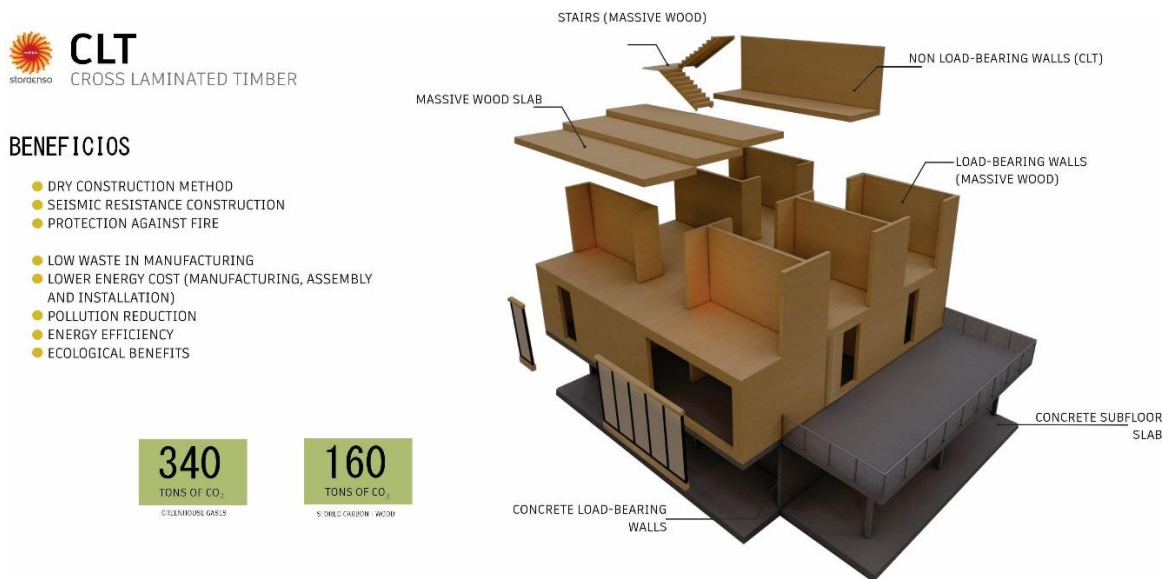 storaenso
CLT
CROSS LAMINATED TIMBER
BENEFICIOS
DRY CONSTRUCTION METHOD
SEISMIC RESISTANCE CONSTRUCTION
PROTECTION AGAINST FIRE
LOW WASTE IN MANUFACTURING
LOWER ENERGY COST (MANUFACTURING, ASSEMBLY
AND INSTALLATION)
POLLUTION REDUCTION
ENERGY EFFICIENCY
ECOLOGICAL BENEFITS
340
TONS OF CO₂
GREENHOUSE GASES
160
TONS OF CO₂
STORED CARBON - WOOD
STAIRS (MASSIVE WOOD)
NON LOAD-BEARING WALLS (CLT)
MASSIVE WOOD SLAB
LOAD-BEARING WALLS
(MASSIVE WOOD)
CONCRETE SUBFLOOR
SLAB
CONCRETE LOAD-BEARING
WALLS